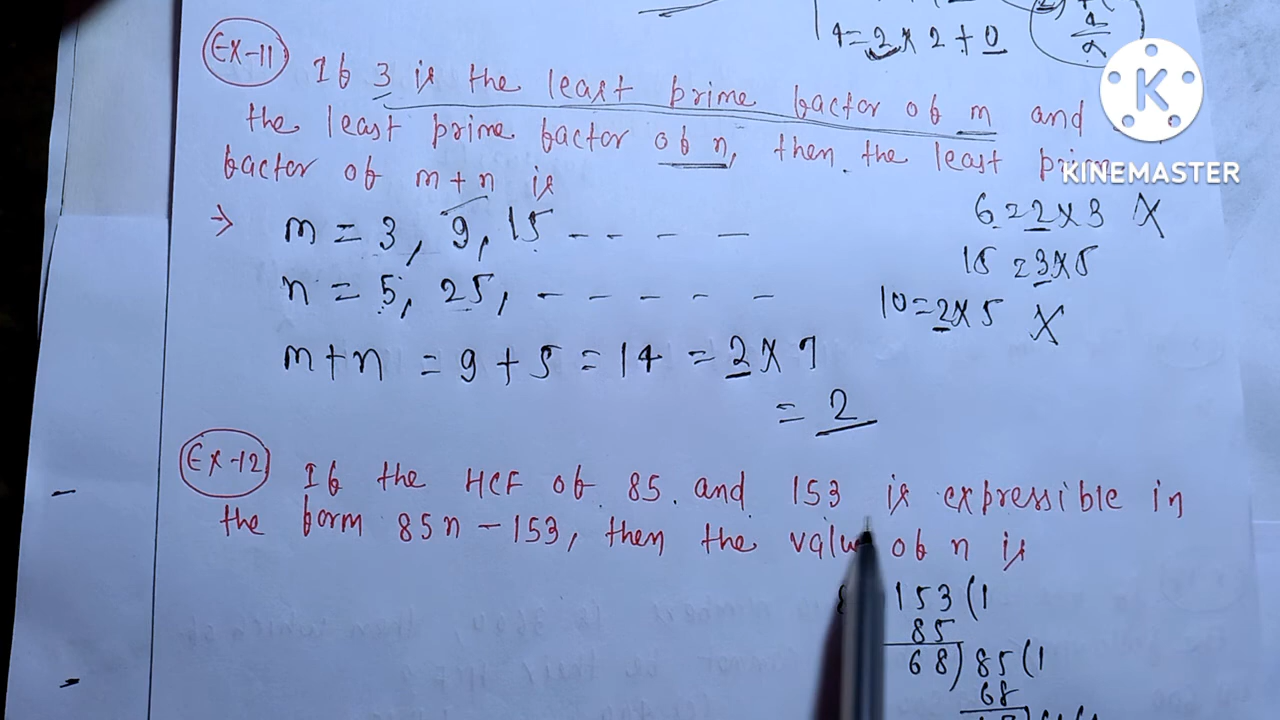 4=2×2+0
Ex-11 If 3 is the least prime factor of m and
the least prime factor of n, then the least prime
factor of m+n is
KINEMASTER
→ m = 3, 9, 15 - - - -
6=2×3 X
15=3×5
n = 5, 25, - - - - -
10=2×5 X
m+n = 9+5 = 14 = 2×7
= 2
Ex-12 If the HCF of 85 and 153 is expressible in
the form 85n-153, then the value of n is
153(1
85
68)85(1
68